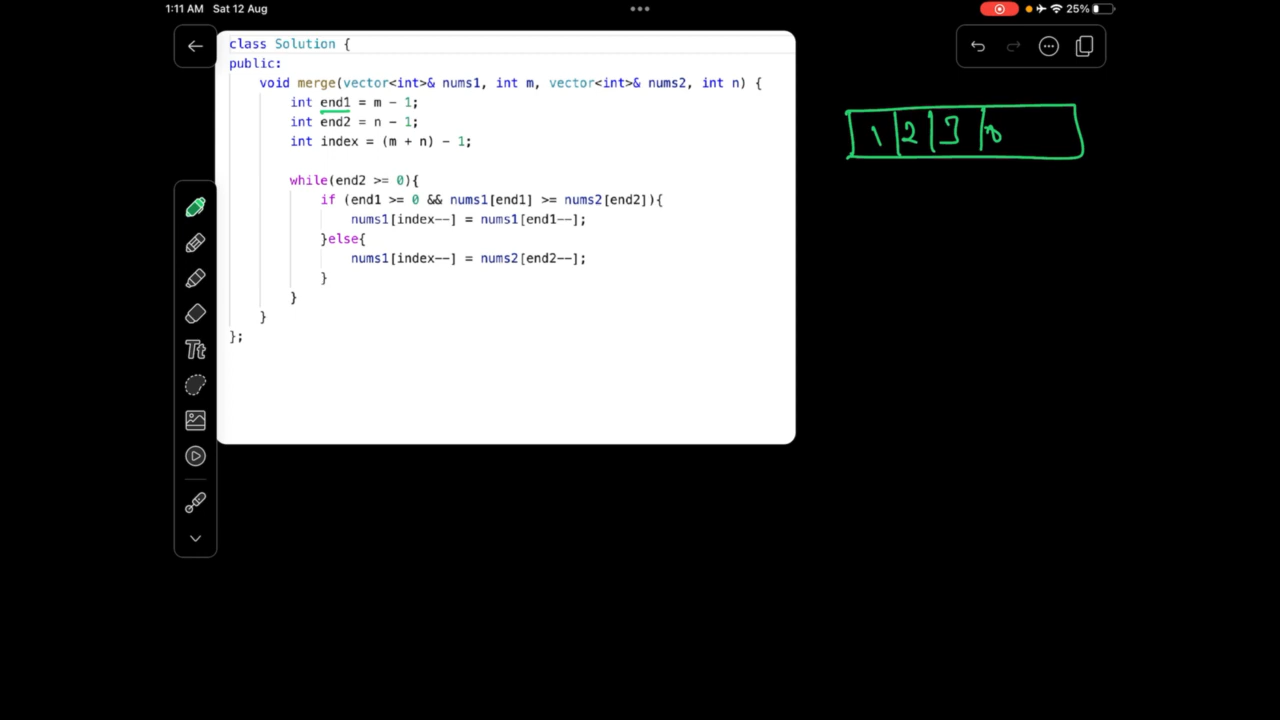 1:11 AM Sat 12 Aug
25%
class Solution {
public:
void merge(vector<int>& nums1, int m, vector<int>& nums2, int n) {
int end1 = m - 1;
int end2 = n - 1;
int index = (m + n) - 1;
while(end2 >= 0){
if (end1 >= 0 && nums1[end1] >= nums2[end2]){
nums1[index--] = nums1[end1--];
}else{
nums1[index--] = nums2[end2--];
}
}
}
};
Tt
1 2 3